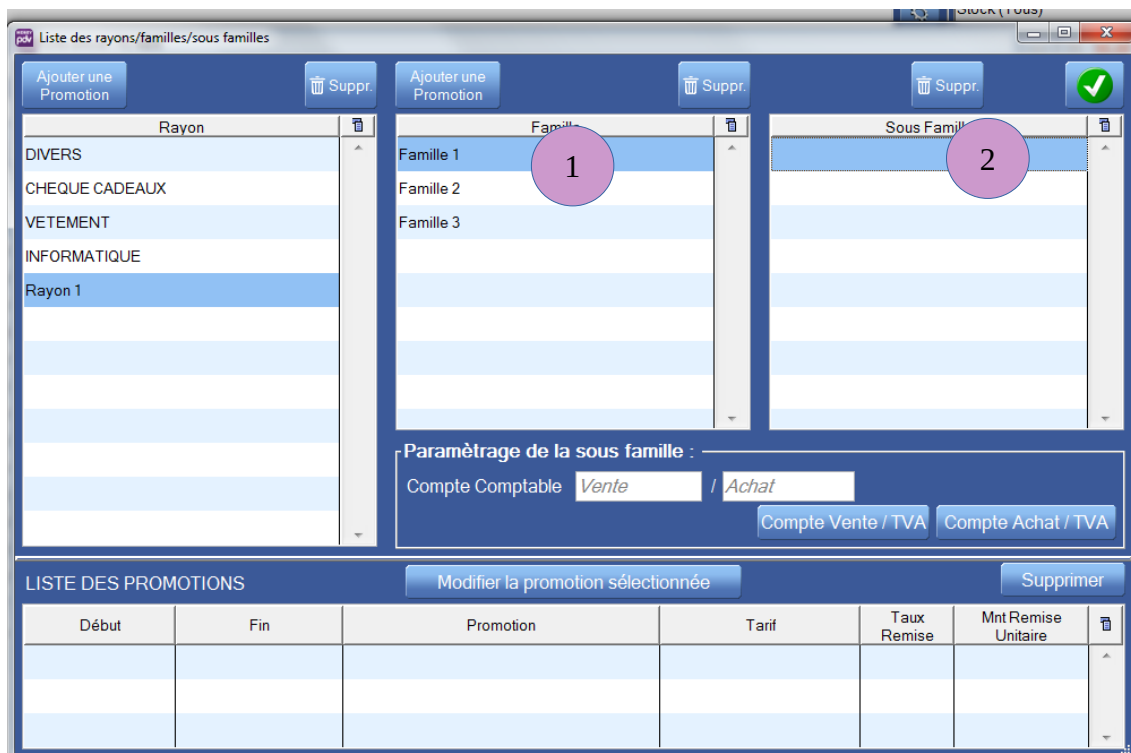 Stock (Tous)
pdv
Liste des rayons/familles/sous familles
Ajouter une
Promotion
Suppr.
Ajouter une
Promotion
Suppr.
Suppr.
Rayon
DIVERS
CHEQUE CADEAUX
VETEMENT
INFORMATIQUE
Rayon 1
Famille
Famille 1
Famille 2
Famille 3
1
Sous Famil
2
Paramètrage de la sous famille :
Compte Comptable Vente / Achat
Compte Vente / TVA Compte Achat / TVA
LISTE DES PROMOTIONS Modifier la promotion sélectionnée Supprimer
Début Fin Promotion Tarif Taux
Remise Mnt Remise
Unitaire